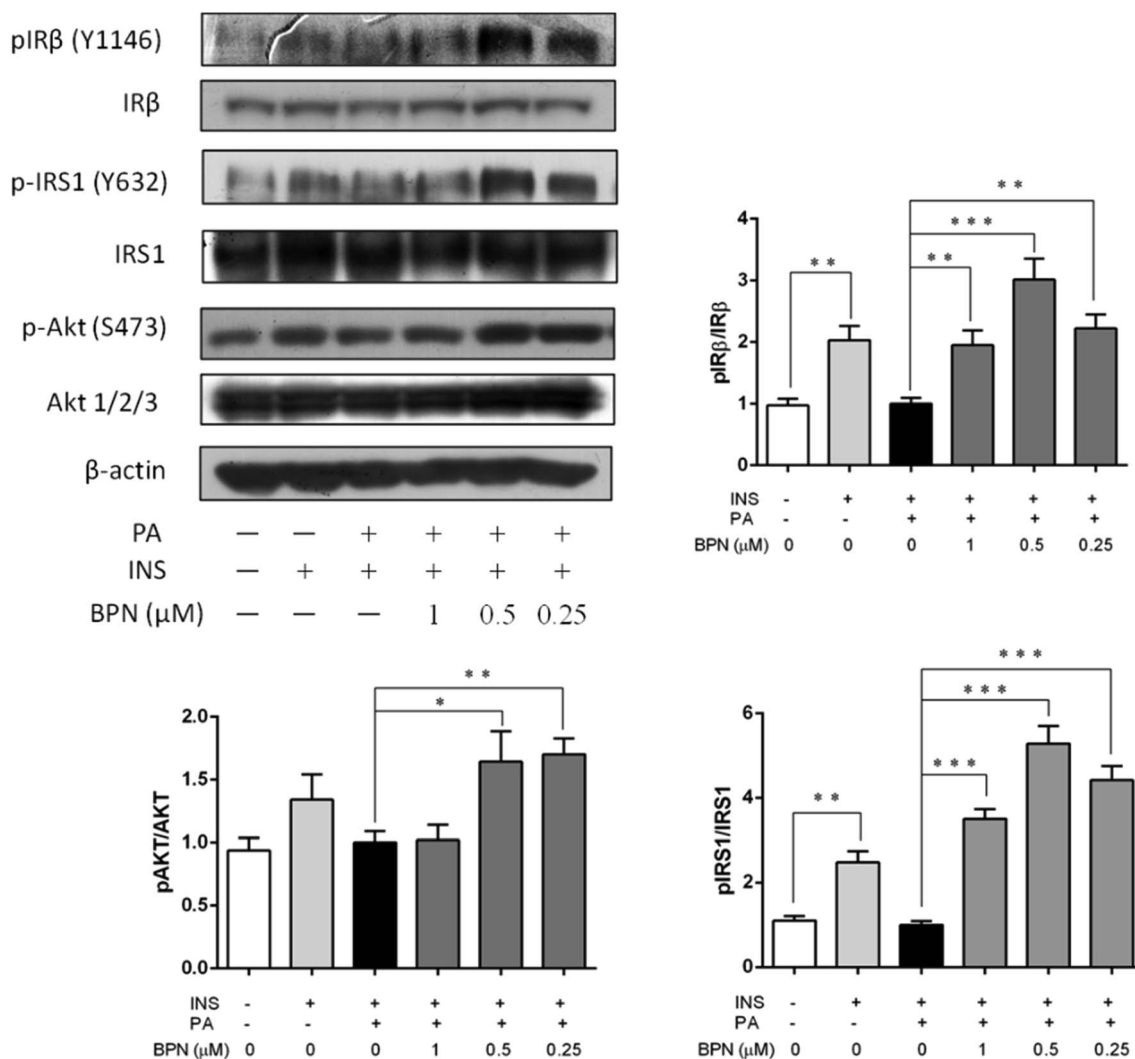 pIRβ (Y1146)
IRβ
p-IRS1 (Y632)
IRS1
p-Akt (S473)
Akt 1/2/3
β-actin
PA — — + + + +
INS — + + + + +
BPN (μM) — — — 1 0.5 0.25
pIRβ/IRβ
4
3
2
1
0
** ** *** **
INS - + + + + +
PA - - + + + +
BPN (μM) 0 0 0 1 0.5 0.25
pAKT/AKT
2.0
1.5
1.0
0.5
0.0
* **
INS - + + + + +
PA - - + + + +
BPN (μM) 0 0 0 1 0.5 0.25
pIRS1/IRS1
6
4
2
0
** *** *** ***
INS - + + + + +
PA - - + + + +
BPN (μM) 0 0 0 1 0.5 0.25